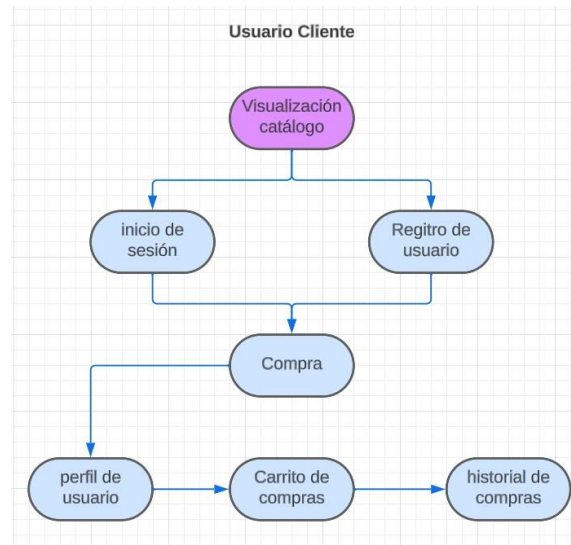 Usuario Cliente
Visualización
catálogo
inicio de
sesión
Regitro de
usuario
Compra
perfil de
usuario
Carrito de
compras
historial de
compras